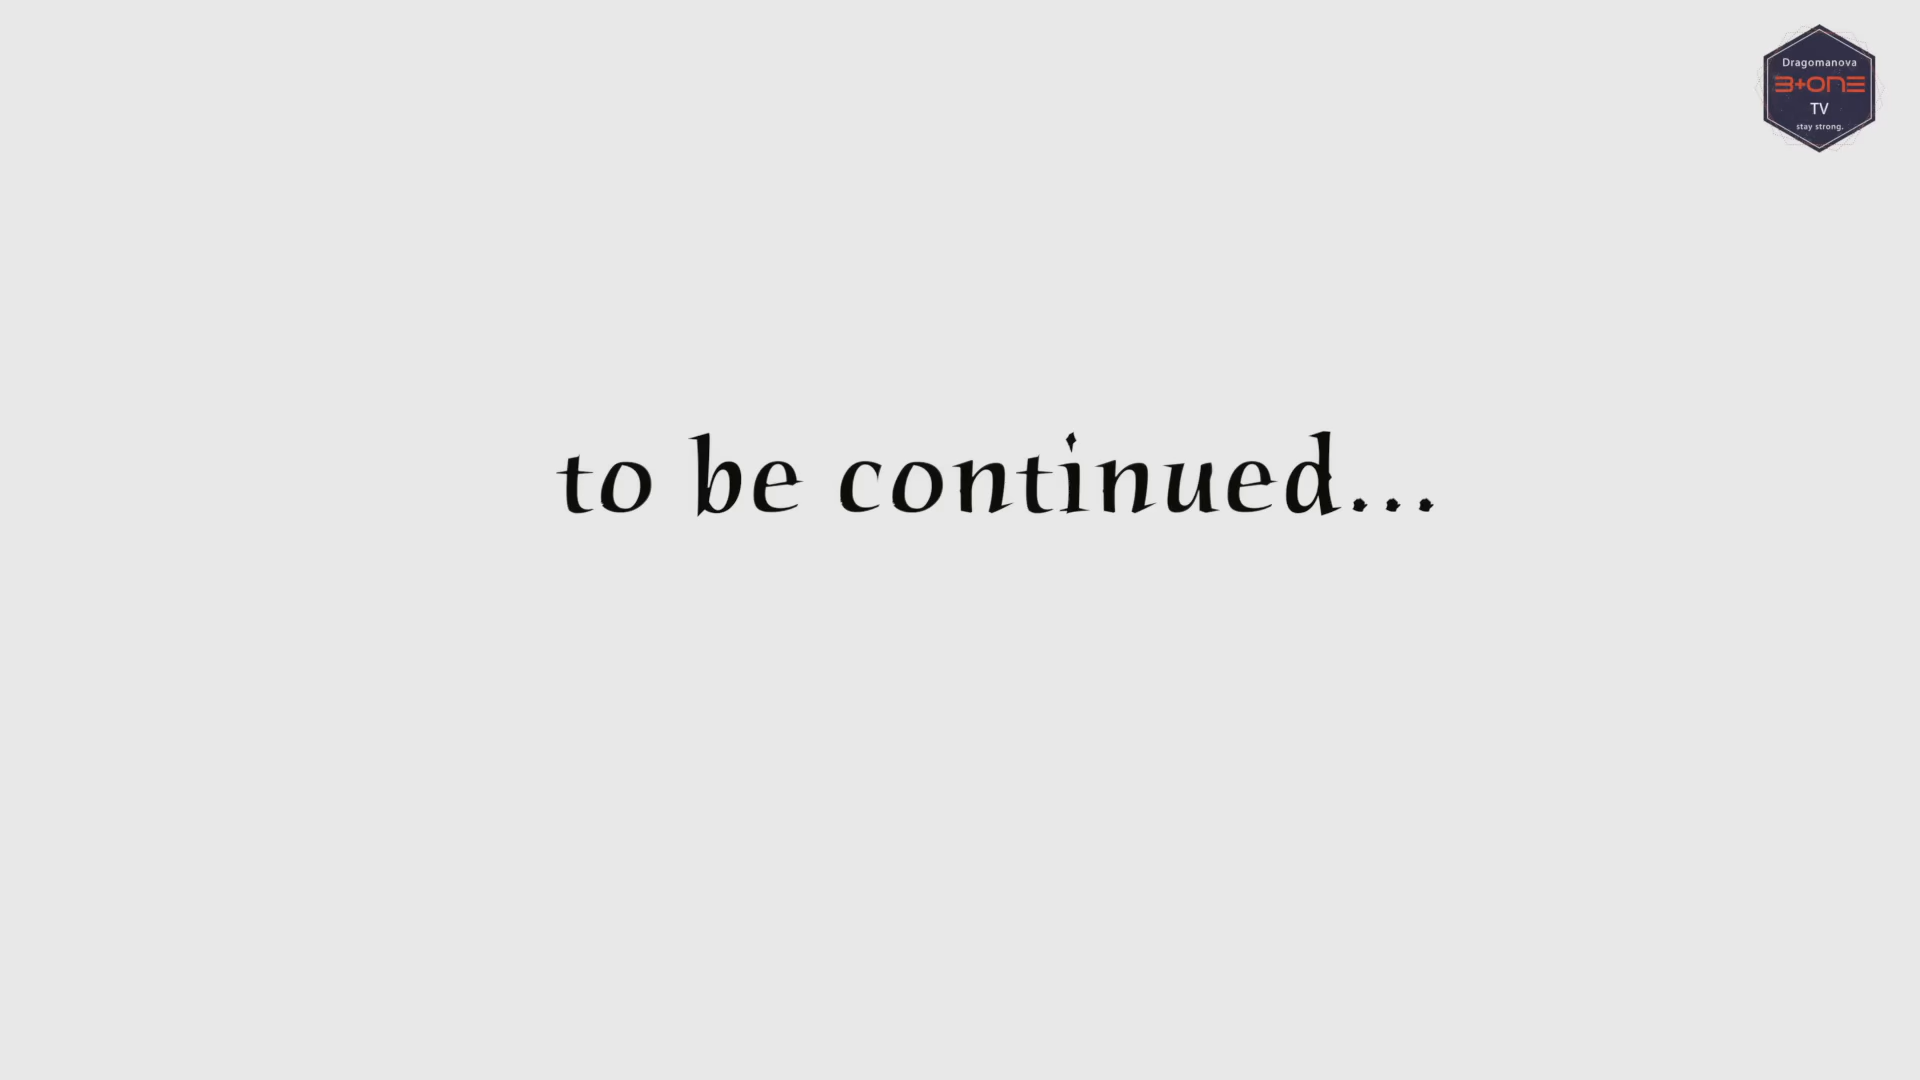 Dragomanova
3+ONE
TV
stay strong.
to be continued...